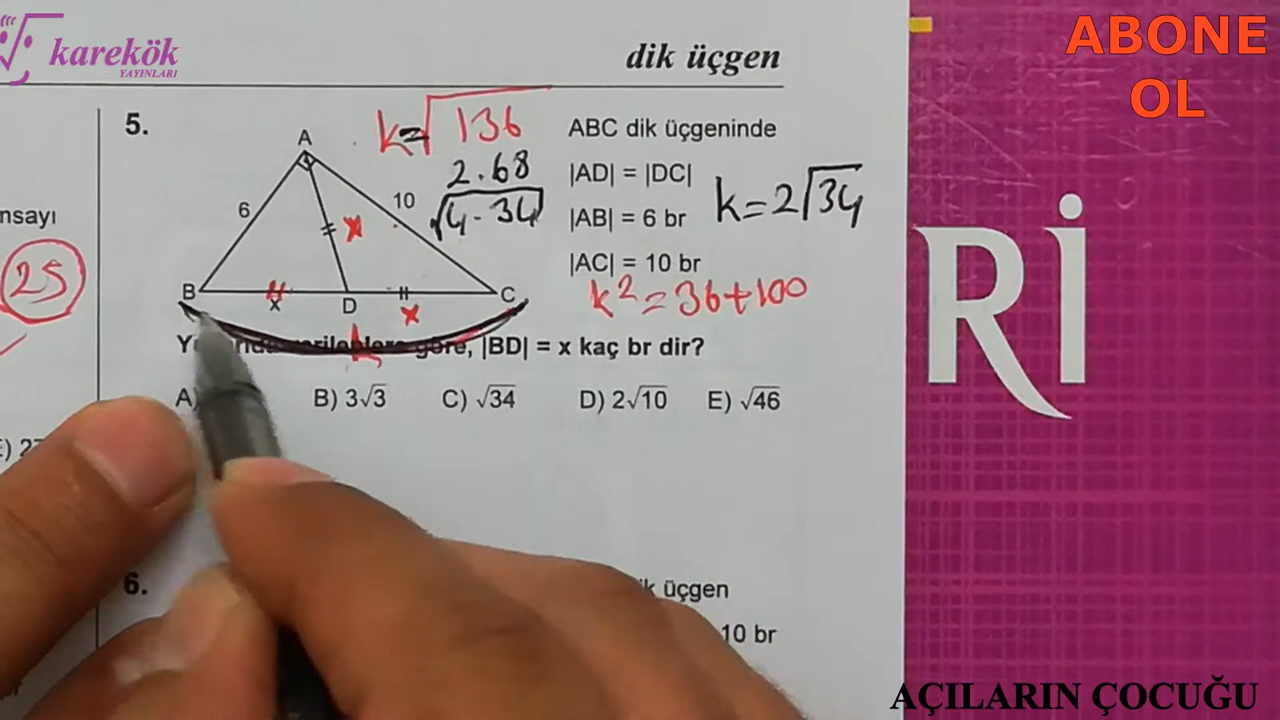 karekök
YAYINLARI
dik üçgen
ABONE
OL
Rİ
nsayı
25
5.
A
6
10
x
B
x
D
C
x
k
k=√136
2.68
√4.34
ABC dik üçgeninde
|AD| = |DC|
|AB| = 6 br
|AC| = 10 br
k=2√34
k²=36+100
göre, |BD| = x kaç br dir?
A)
B) 3√3
C) √34
D) 2√10
E) √46
6.
üçgen
10 br
AÇILARIN ÇOCUĞU